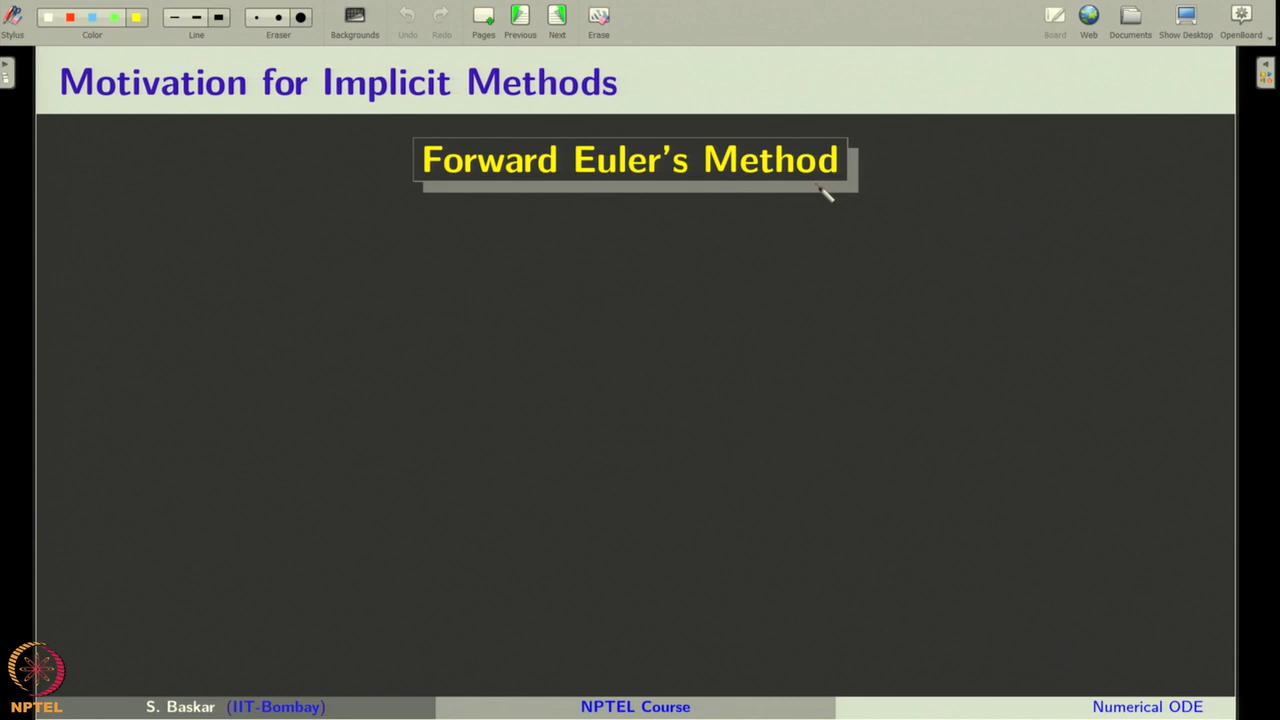 Stylus
Color
Line
Eraser
Backgrounds
Undo
Redo
Pages
Previous
Next
Erase
Board
Web
Documents
Show Desktop
OpenBoard
Motivation for Implicit Methods
Forward Euler's Method
NPTEL
S. Baskar (IIT-Bombay)
NPTEL Course
Numerical ODE